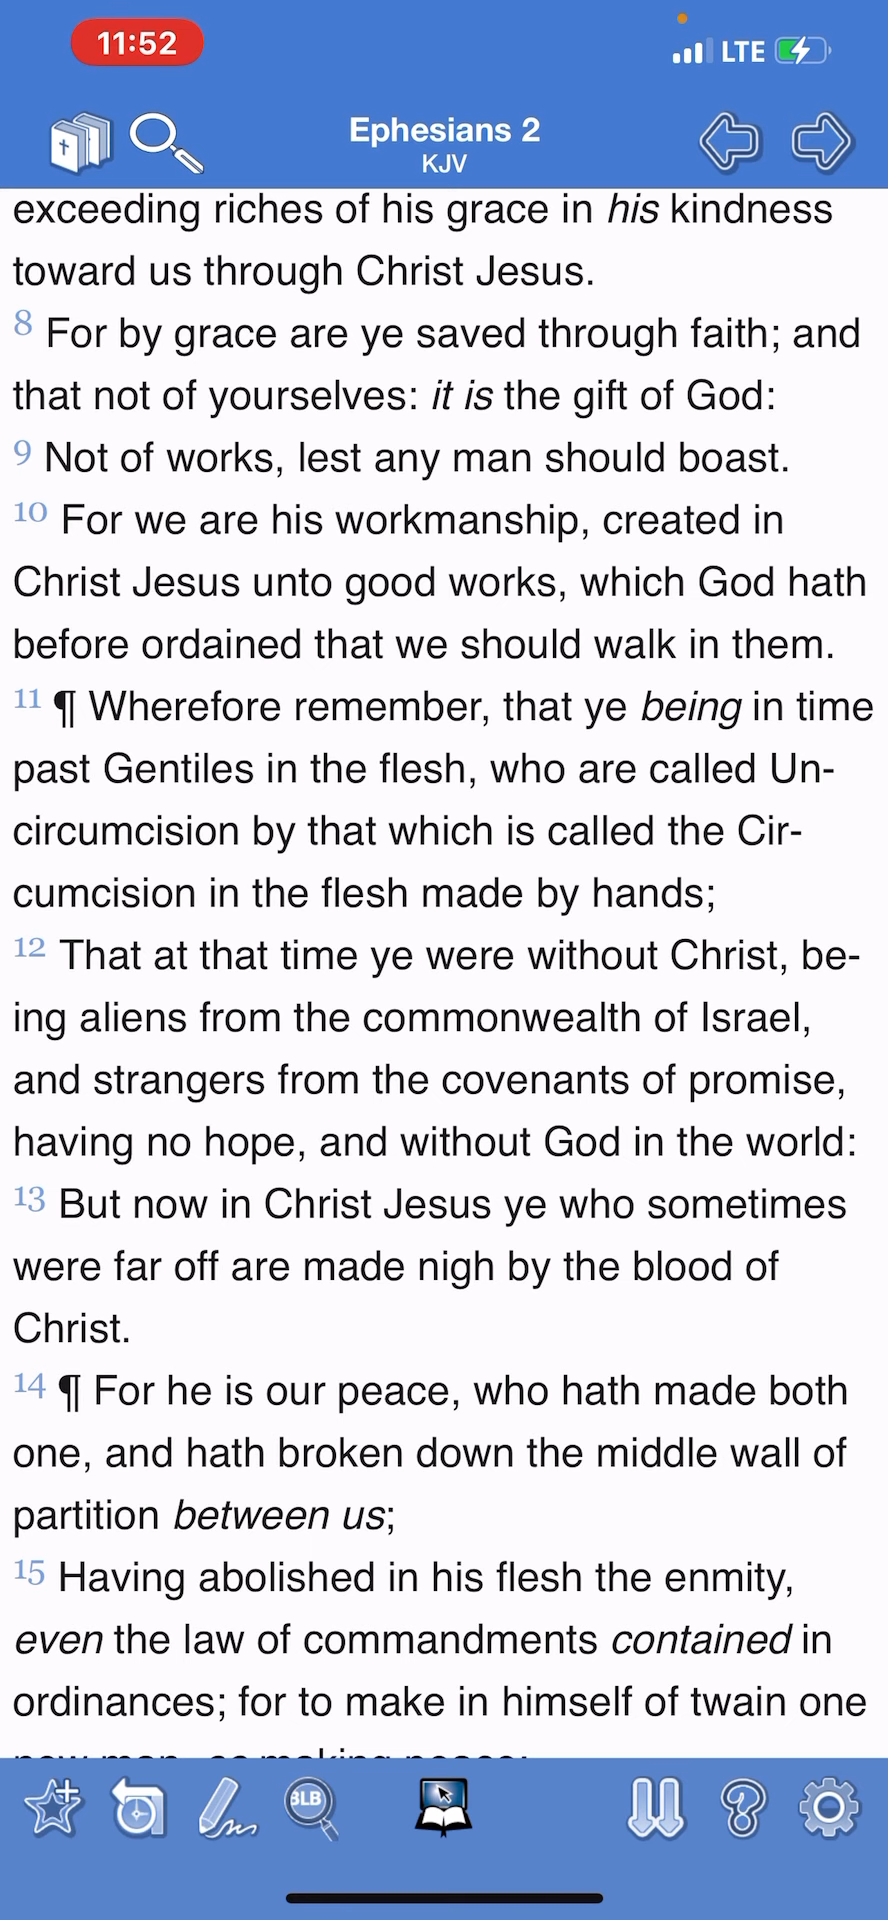 11:52
LTE
Ephesians 2
KJV
exceeding riches of his grace in his kindness
toward us through Christ Jesus.
8 For by grace are ye saved through faith; and
that not of yourselves: it is the gift of God:
9 Not of works, lest any man should boast.
10 For we are his workmanship, created in
Christ Jesus unto good works, which God hath
before ordained that we should walk in them.
11 ¶ Wherefore remember, that ye being in time
past Gentiles in the flesh, who are called Un-
circumcision by that which is called the Cir-
cumcision in the flesh made by hands;
12 That at that time ye were without Christ, be-
ing aliens from the commonwealth of Israel,
and strangers from the covenants of promise,
having no hope, and without God in the world:
13 But now in Christ Jesus ye who sometimes
were far off are made nigh by the blood of
Christ.
14 ¶ For he is our peace, who hath made both
one, and hath broken down the middle wall of
partition between us;
15 Having abolished in his flesh the enmity,
even the law of commandments contained in
ordinances; for to make in himself of twain one
new man, so making peace;
BLB